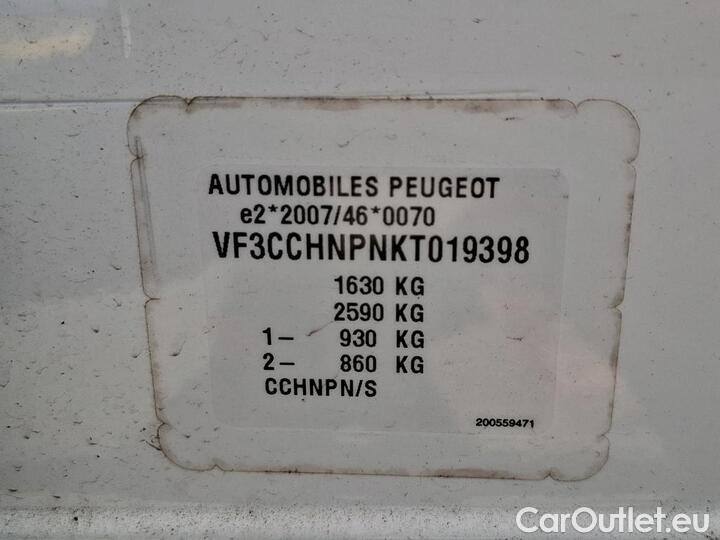 AUTOMOBILES PEUGEOT
e2*2007/46*0070
VF3CCHNPNKT019398
1630 KG
2590 KG
1– 930 KG
2– 860 KG
CCHNPN/S
200559471
CarOutlet.eu